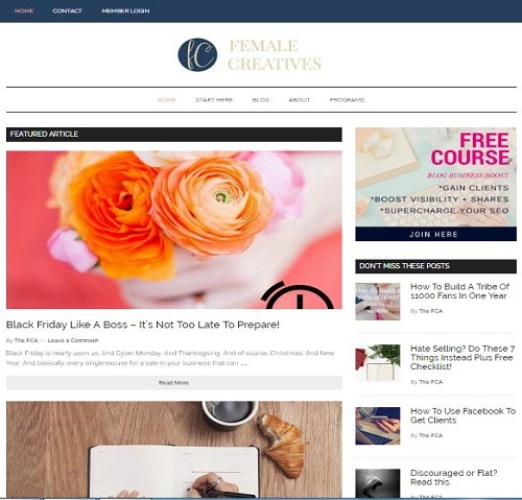 HOME CONTACT MEMBER LOGIN
fC
FEMALE
CREATIVES
HOME START HERE BLOG ABOUT PROGRAMS
FEATURED ARTICLE
Black Friday Like A Boss – It's Not Too Late To Prepare!
By The FCA — Leave a Comment
Black Friday is nearly upon us. And Cyber Monday. And Thanksgiving. And of course, Christmas. And New
Year. And basically, every single excuse for a sale in your business that can ...
Read More
FREE
COURSE
BLOG BUSINESS BOOST
*GAIN CLIENTS
*BOOST VISIBILITY + SHARES
*SUPERCHARGE YOUR SEO
JOIN HERE
DON'T MISS THESE POSTS
How To Build A Tribe Of
11000 Fans In One Year
By The FCA
Hate Selling? Do These 7
Things Instead Plus Free
Checklist!
By The FCA
How To Use Facebook To
Get Clients
By The FCA
Discouraged or Flat?
Read this.
By The FCA